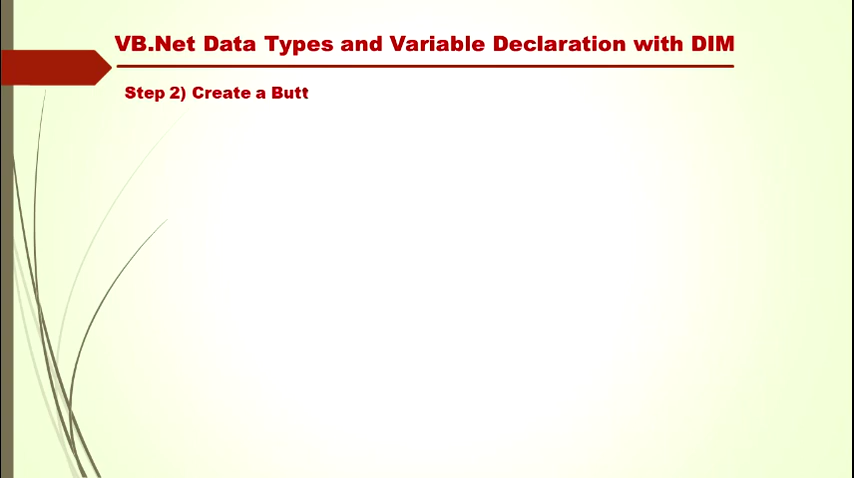 VB.Net Data Types and Variable Declaration with DIM
Step 2) Create a Butt